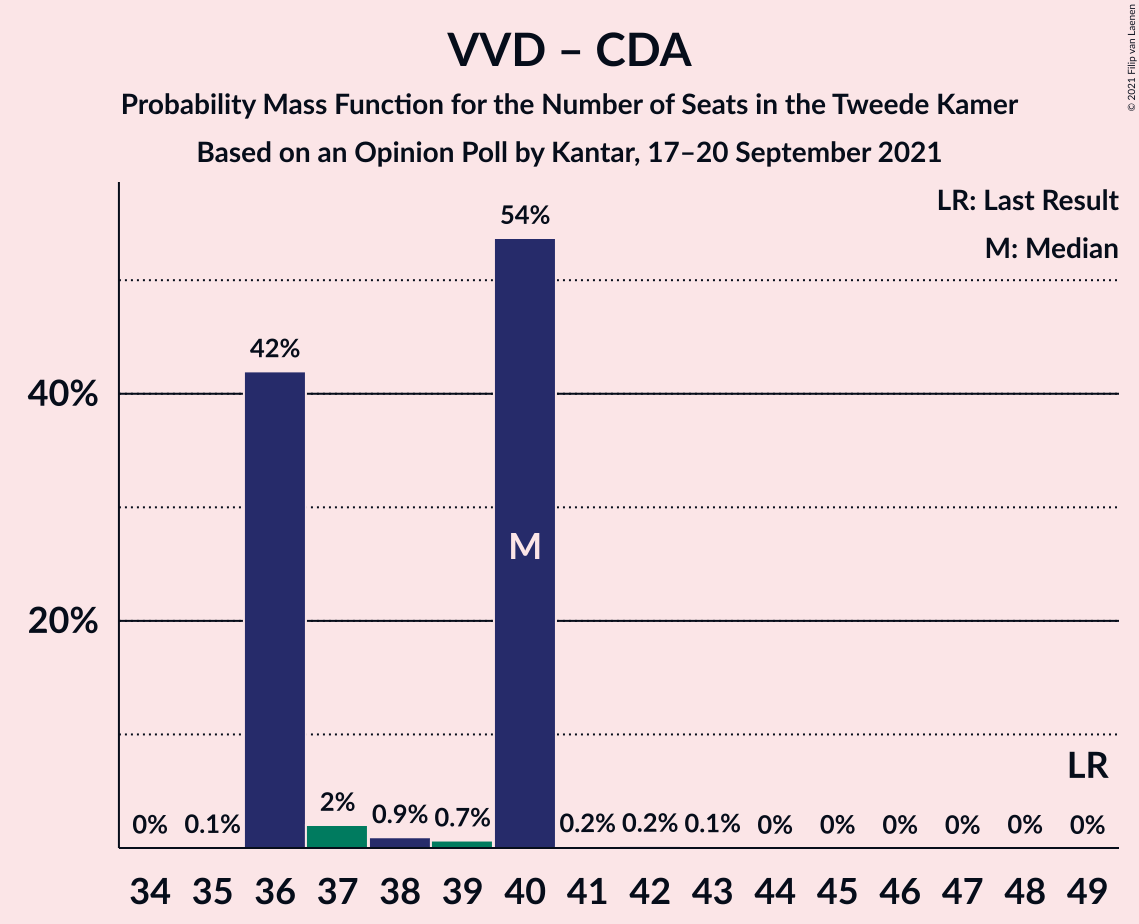 VVD – CDA
Probability Mass Function for the Number of Seats in the Tweede Kamer
Based on an Opinion Poll by Kantar, 17–20 September 2021
© 2021 Filip van Laenen
LR: Last Result
M: Median
40%
20%
0%
0.1%
42%
2%
0.9%
0.7%
54%
M
0.2%
0.2%
0.1%
0%
0%
0%
0%
0%
0%
LR
34 35 36 37 38 39 40 41 42 43 44 45 46 47 48 49